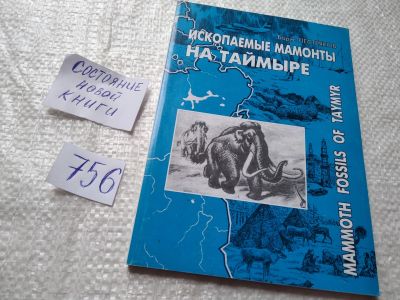 СОСТОЯНИЕ
НОВОЙ
КНИГИ
756
ИСКОПАЕМЫЕ МАМОНТЫ
НА ТАЙМЫРЕ
MAMMOTH FOSSILS OF TAYMYR